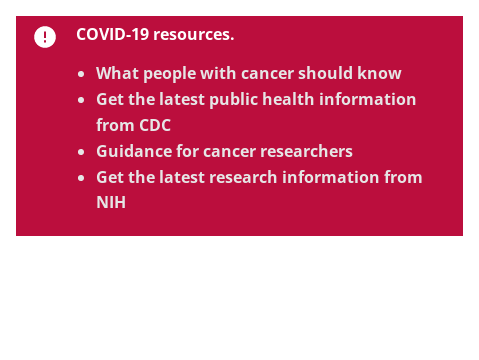 COVID-19 resources.
What people with cancer should know
Get the latest public health information
from CDC
Guidance for cancer researchers
Get the latest research information from
NIH